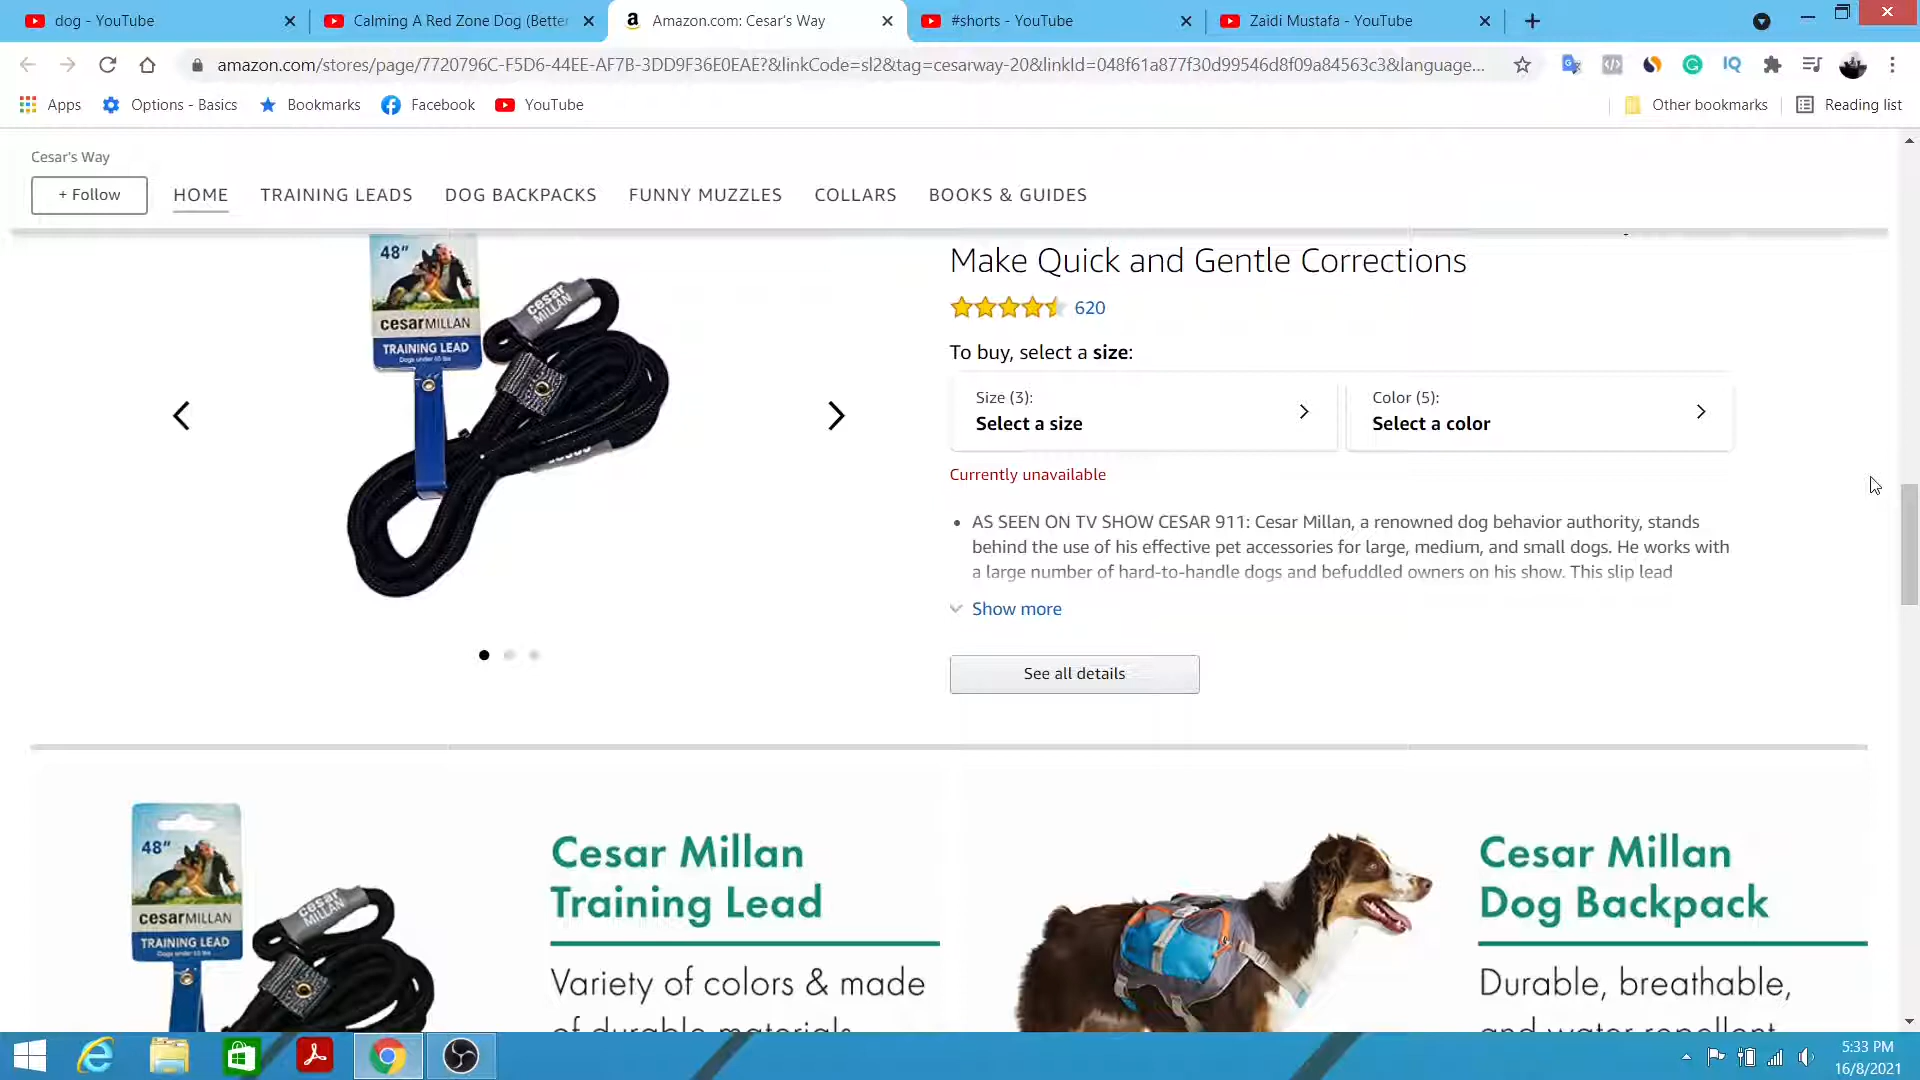 dog - YouTube
Calming A Red Zone Dog (Better
Amazon.com: Cesar's Way
#shorts - YouTube
Zaidi Mustafa - YouTube
amazon.com/stores/page/7720796C-F5D6-44EE-AF7B-3DD9F36E0EAE?&linkCode=sl2&tag=cesarway-20&linkId=048f61a877f30d99546d8f09a84563c3&language...
Apps
Options - Basics
Bookmarks
Facebook
YouTube
Other bookmarks
Reading list
Cesar's Way
+ Follow
HOME
TRAINING LEADS
DOG BACKPACKS
FUNNY MUZZLES
COLLARS
BOOKS & GUIDES
48"
cesarMILLAN
TRAINING LEAD
cesar
MILLAN
Make Quick and Gentle Corrections
620
To buy, select a size:
Size (3):
Select a size
Color (5):
Select a color
Currently unavailable
AS SEEN ON TV SHOW CESAR 911: Cesar Millan, a renowned dog behavior authority, stands
behind the use of his effective pet accessories for large, medium, and small dogs. He works with
a large number of hard-to-handle dogs and befuddled owners on his show. This slip lead
Show more
See all details
48"
cesarMILLAN
TRAINING LEAD
cesar
MILLAN
Cesar Millan
Training Lead
Variety of colors & made
of durable materials
Cesar Millan
Dog Backpack
Durable, breathable,
and water repellent
5:33 PM
16/8/2021